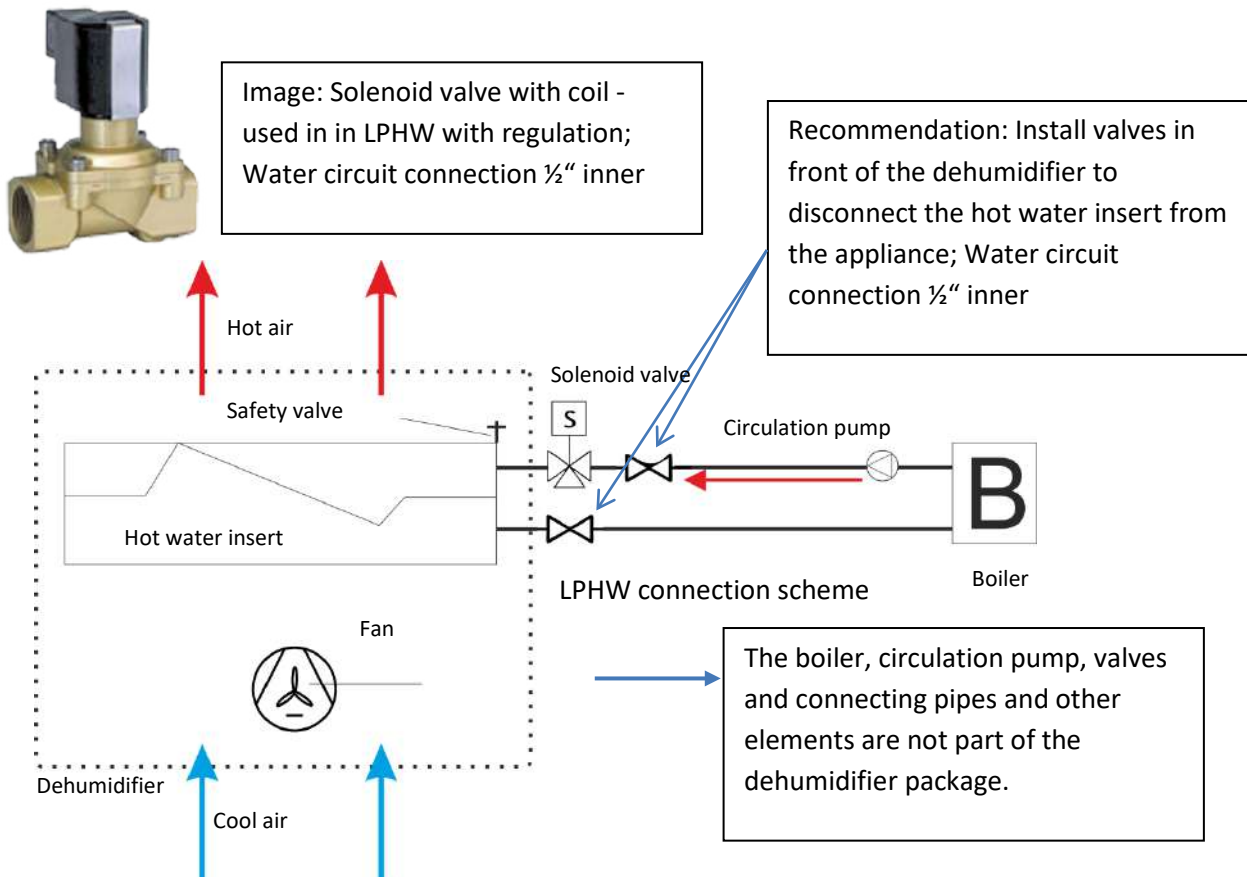 Image: Solenoid valve with coil -
used in in LPHW with regulation;
Water circuit connection ½“ inner
Recommendation: Install valves in
front of the dehumidifier to
disconnect the hot water insert from
the appliance; Water circuit
connection ½“ inner
Hot air
Solenoid valve
Safety valve
S
Circulation pump
B
Hot water insert
Boiler
LPHW connection scheme
Fan
The boiler, circulation pump, valves
and connecting pipes and other
elements are not part of the
dehumidifier package.
Dehumidifier
Cool air